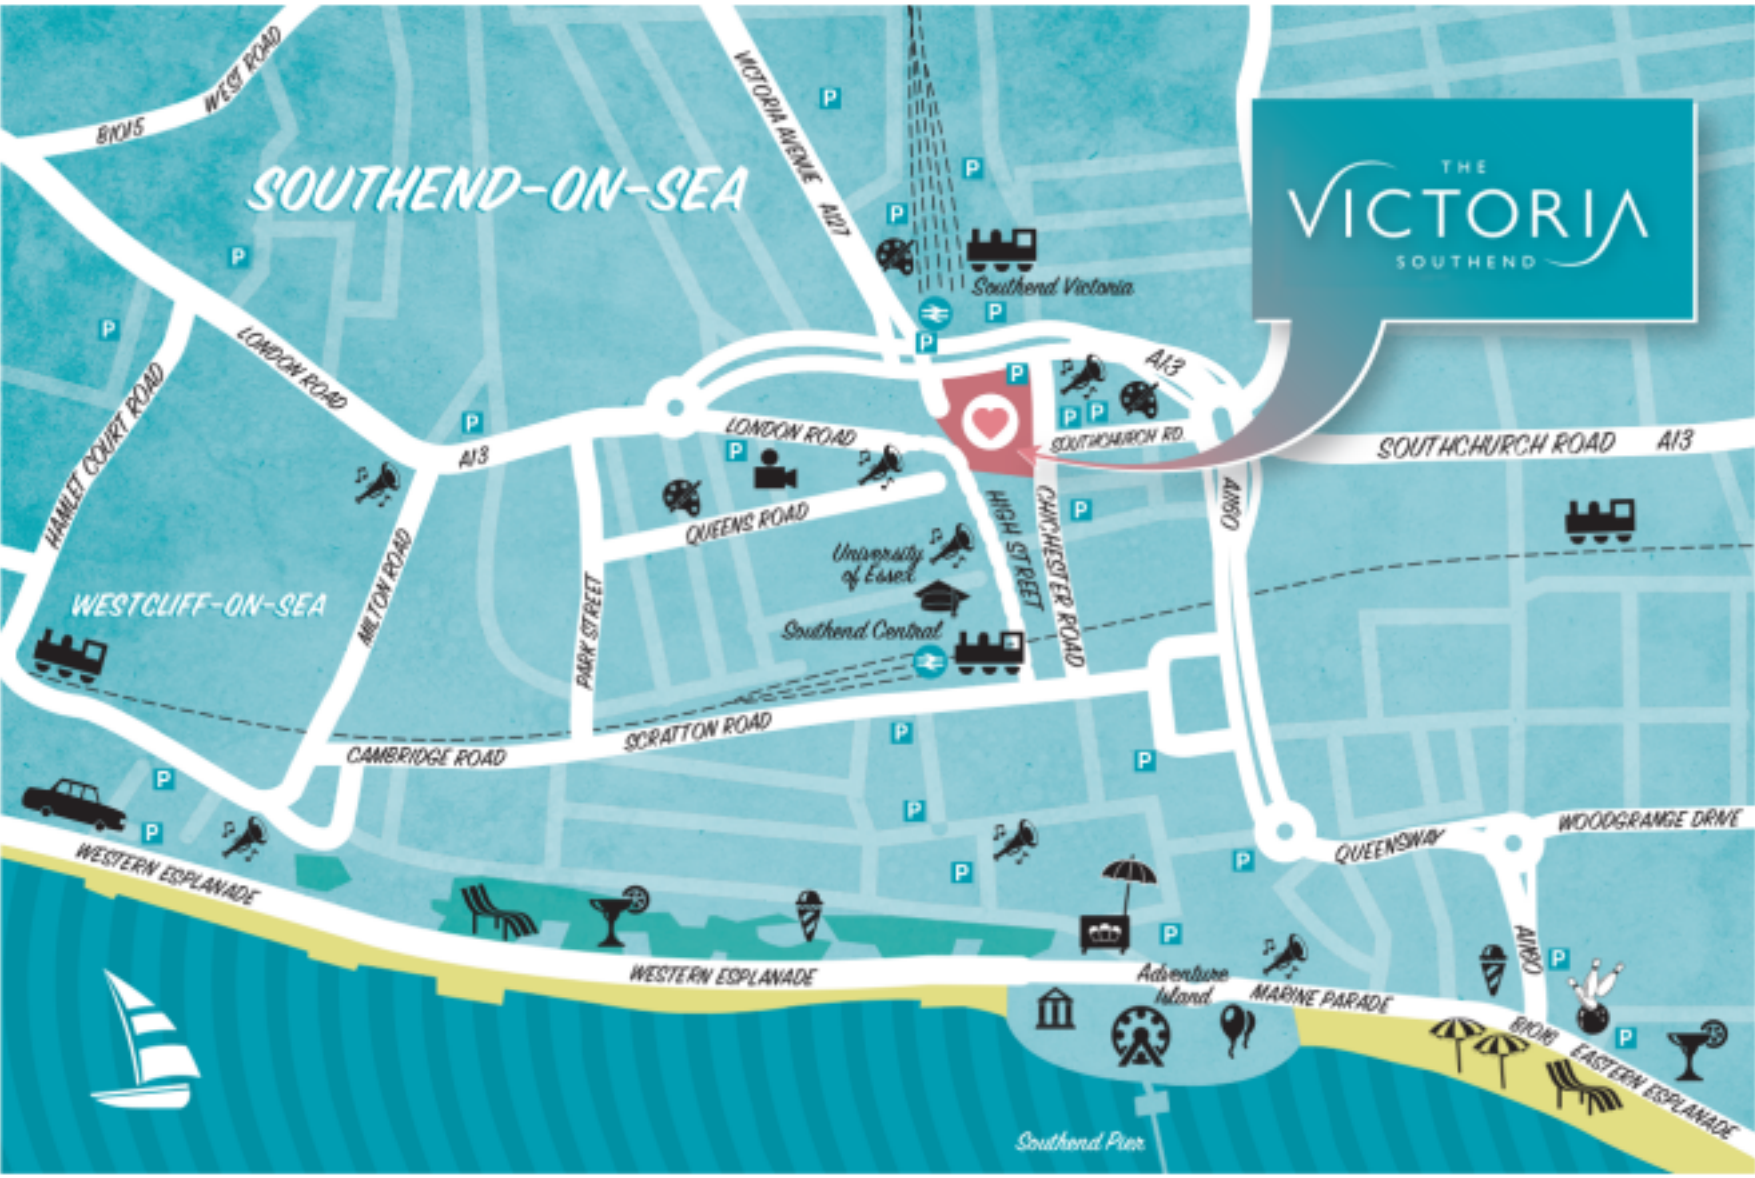 WEST ROAD
B1015
VICTORIA AVENUE A127
SOUTHEND-ON-SEA
THE
VICTORIA
SOUTHEND
P
P
P
P
Southend Victoria
P
P
P
LONDON ROAD
HAMLET COURT ROAD
A13
P
P
P
P
LONDON ROAD
SOUTHCHURCH RD.
SOUTHCHURCH ROAD A13
A13
P
QUEENS ROAD
HIGH STREET
CHICHESTER ROAD
P
A1160
University
of Essex
MILTON ROAD
PARK STREET
WESTCLIFF-ON-SEA
Southend Central
SCRATTON ROAD
CAMBRIDGE ROAD
P
P
P
P
P
P
P
QUEENSWAY
WOODGRANGE DRIVE
WESTERN ESPLANADE
P
A1160
P
WESTERN ESPLANADE
Adventure
Island
MARINE PARADE
B1016
EASTERN ESPLANADE
P
Southend Pier